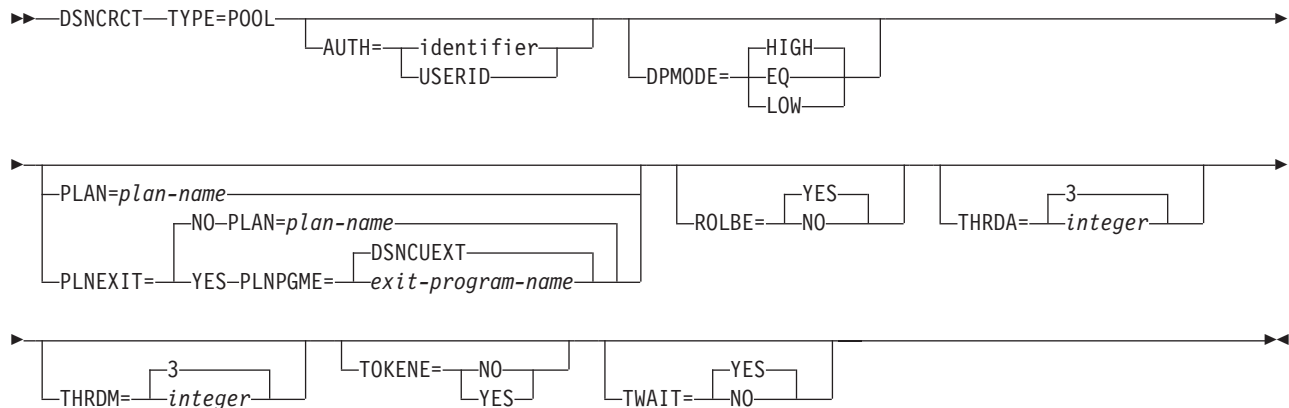 DSNCRCT TYPE=POOL
AUTH= identifier HIGH
USERID DPMODE= EQ
LOW
PLAN=plan-name YES 3
NO PLAN=plan-name ROLBE= NO THRDA= integer
DSNCUEXT
PLNEXIT= YES PLNPGME= exit-program-name
3 TOKENE= NO YES
THRDM= integer YES TWAIT= NO